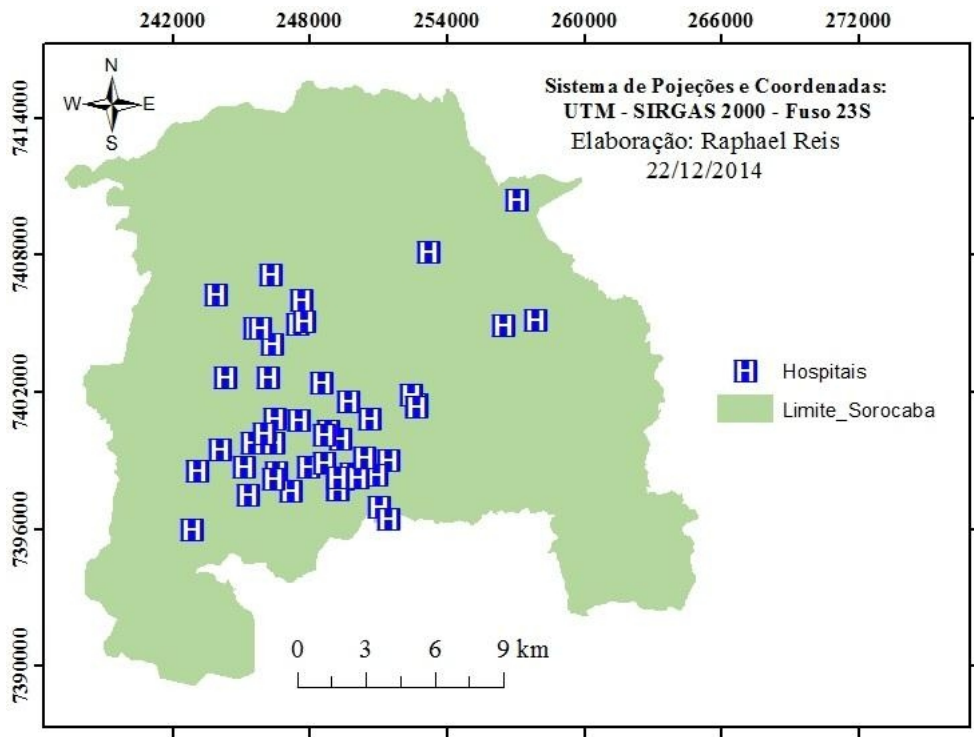 242000 248000 254000 260000 266000 272000
N
W E
S
Sistema de Pojeções e Coordenadas:
UTM - SIRGAS 2000 - Fuso 23S
Elaboração: Raphael Reis
22/12/2014
7414000
7408000
7402000
7396000
7390000
H Hospitais
Limite_Sorocaba
0 3 6 9 km